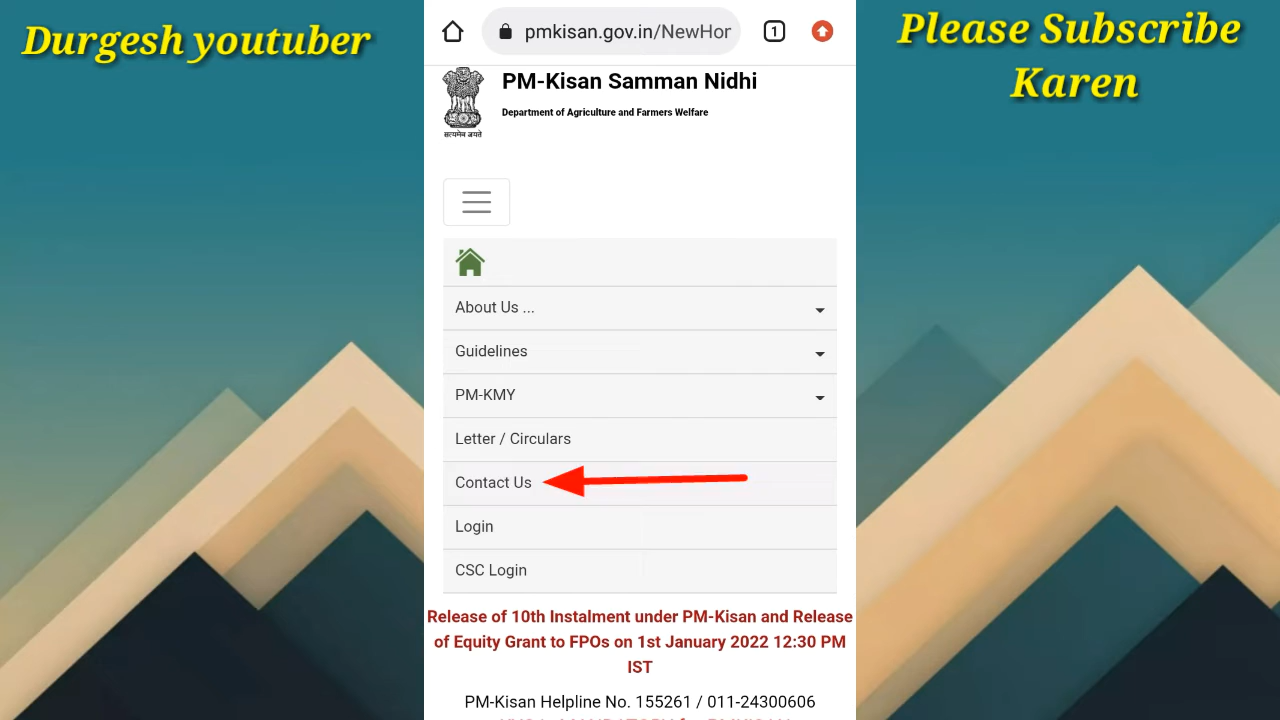 Durgesh youtuber
Please Subscribe
Karen
1
pmkisan.gov.in/NewHor
PM-Kisan Samman Nidhi
Department of Agriculture and Farmers Welfare
सत्यमेव जयते
About Us ...
Guidelines
PM-KMY
Letter / Circulars
Contact Us
Login
CSC Login
Release of 10th Instalment under PM-Kisan and Release
of Equity Grant to FPOs on 1st January 2022 12:30 PM
IST
PM-Kisan Helpline No. 155261 / 011-24300606